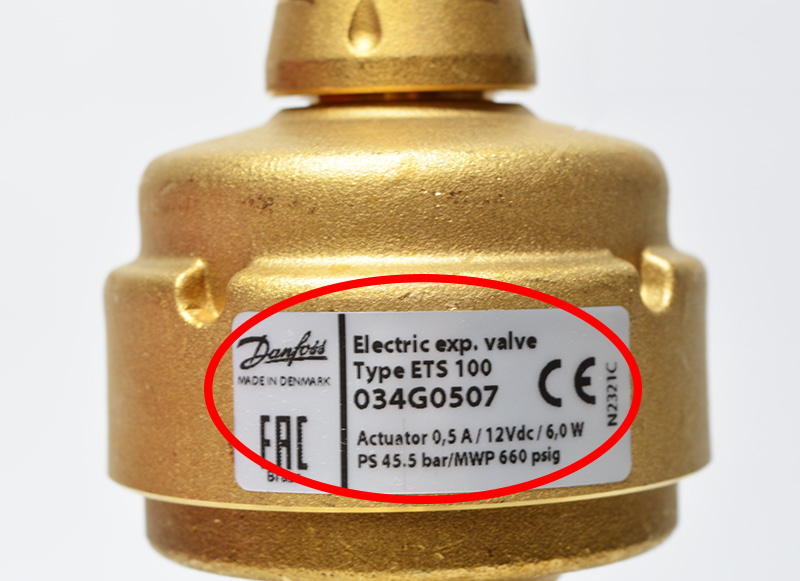 Danfoss
MADE IN DENMARK
EAC
Electric exp. valve
Type ETS 100
034G0507
CE
Actuator 0,5 A / 12Vdc / 6,0 W
PS 45.5 bar/MWP 660 psig
N2321C